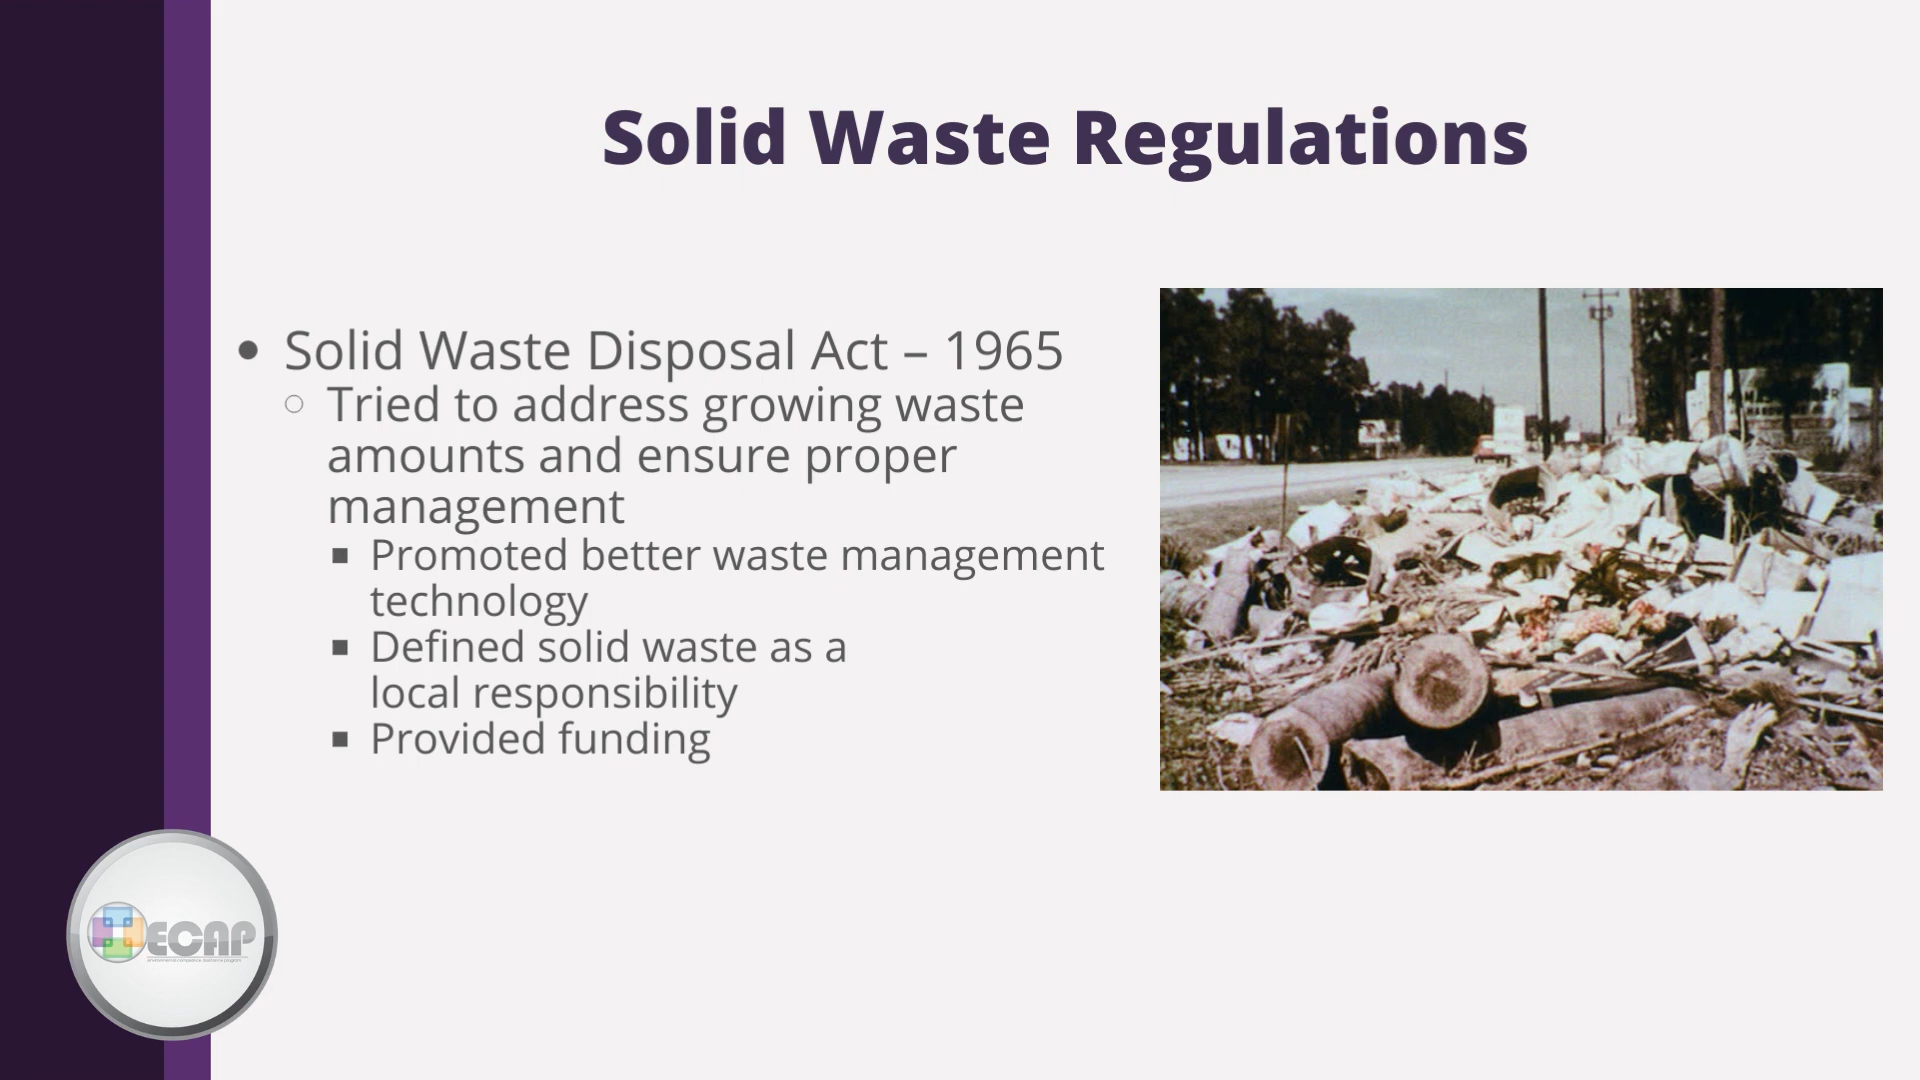 Solid Waste Regulations
• Solid Waste Disposal Act – 1965
○ Tried to address growing waste
amounts and ensure proper
management
▪ Promoted better waste management
technology
▪ Defined solid waste as a
local responsibility
▪ Provided funding
ECAP